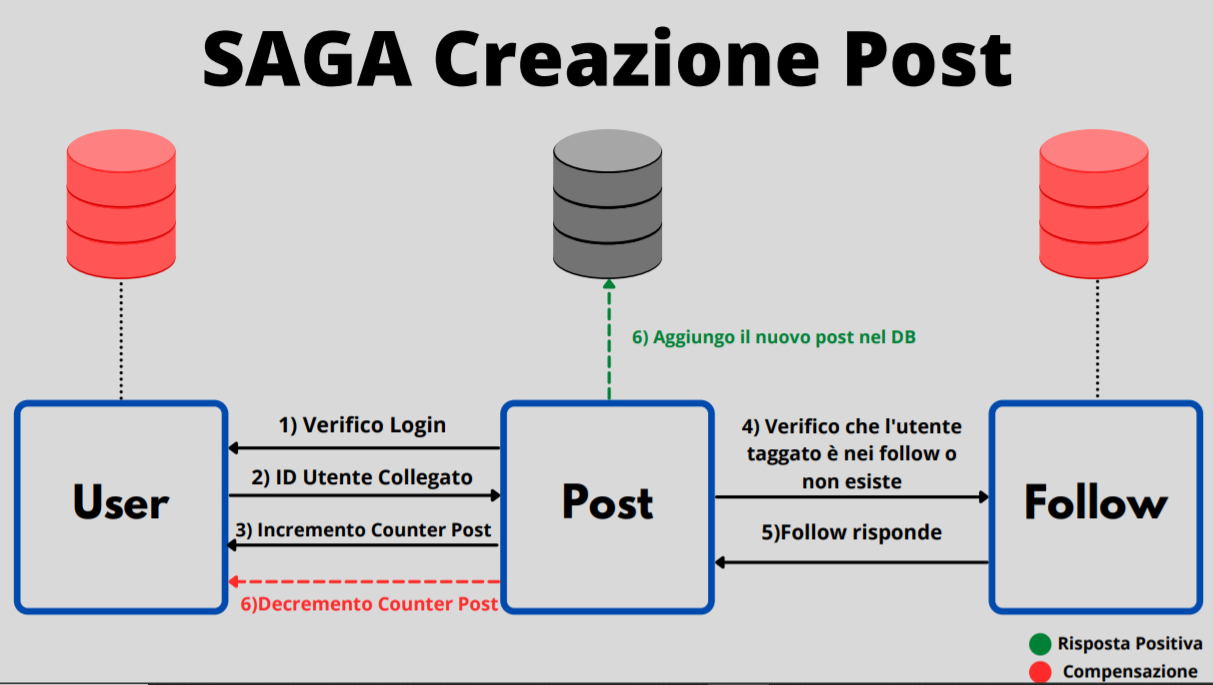 SAGA Creazione Post
6) Aggiungo il nuovo post nel DB
1) Verifico Login
2) ID Utente Collegato
3) Incremento Counter Post
6)Decremento Counter Post
User
Post
4) Verifico che l'utente
taggato è nei follow o
non esiste
5)Follow risponde
Follow
Risposta Positiva
Compensazione